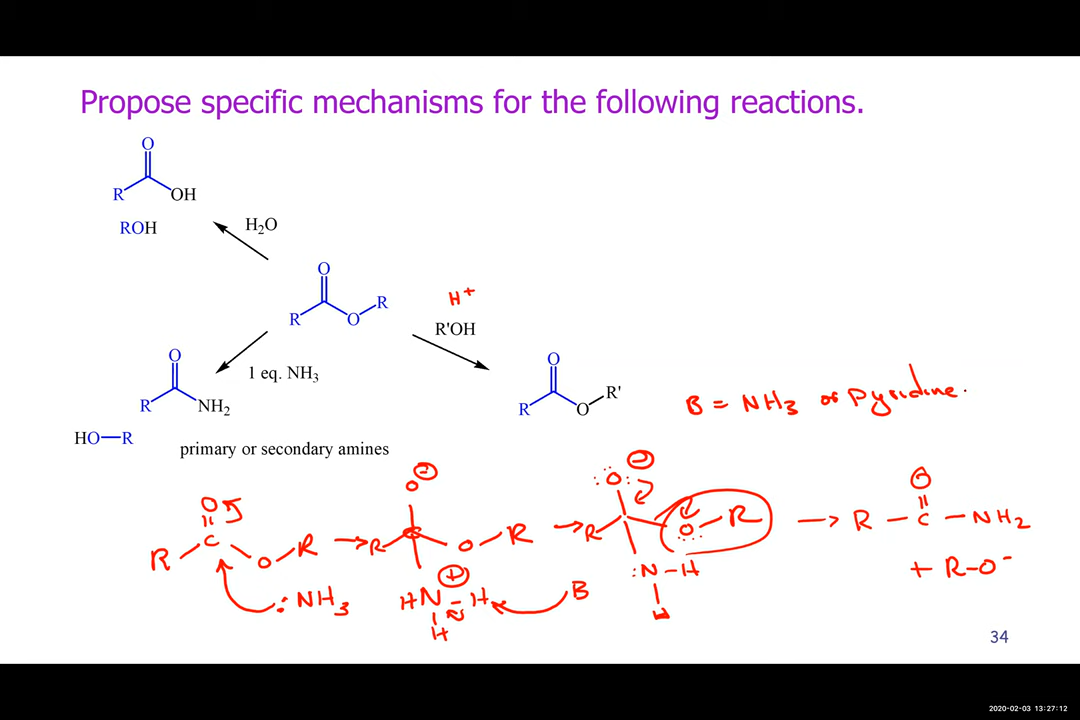 Propose specific mechanisms for the following reactions.
O
R
OH
ROH
H2O
O
R
O
R
H+
R'OH
O
R
NH2
HO—R
1 eq. NH3
primary or secondary amines
O
R
O
R'
B = NH3 or Pyridine.
O
R
C
O
R
:NH3
O
R
O
R
HN-H
H
B
:O:
R
O
R
:N-H
H
O
R - C - NH2
+ R-O-
34
2020-02-03 13:27:12